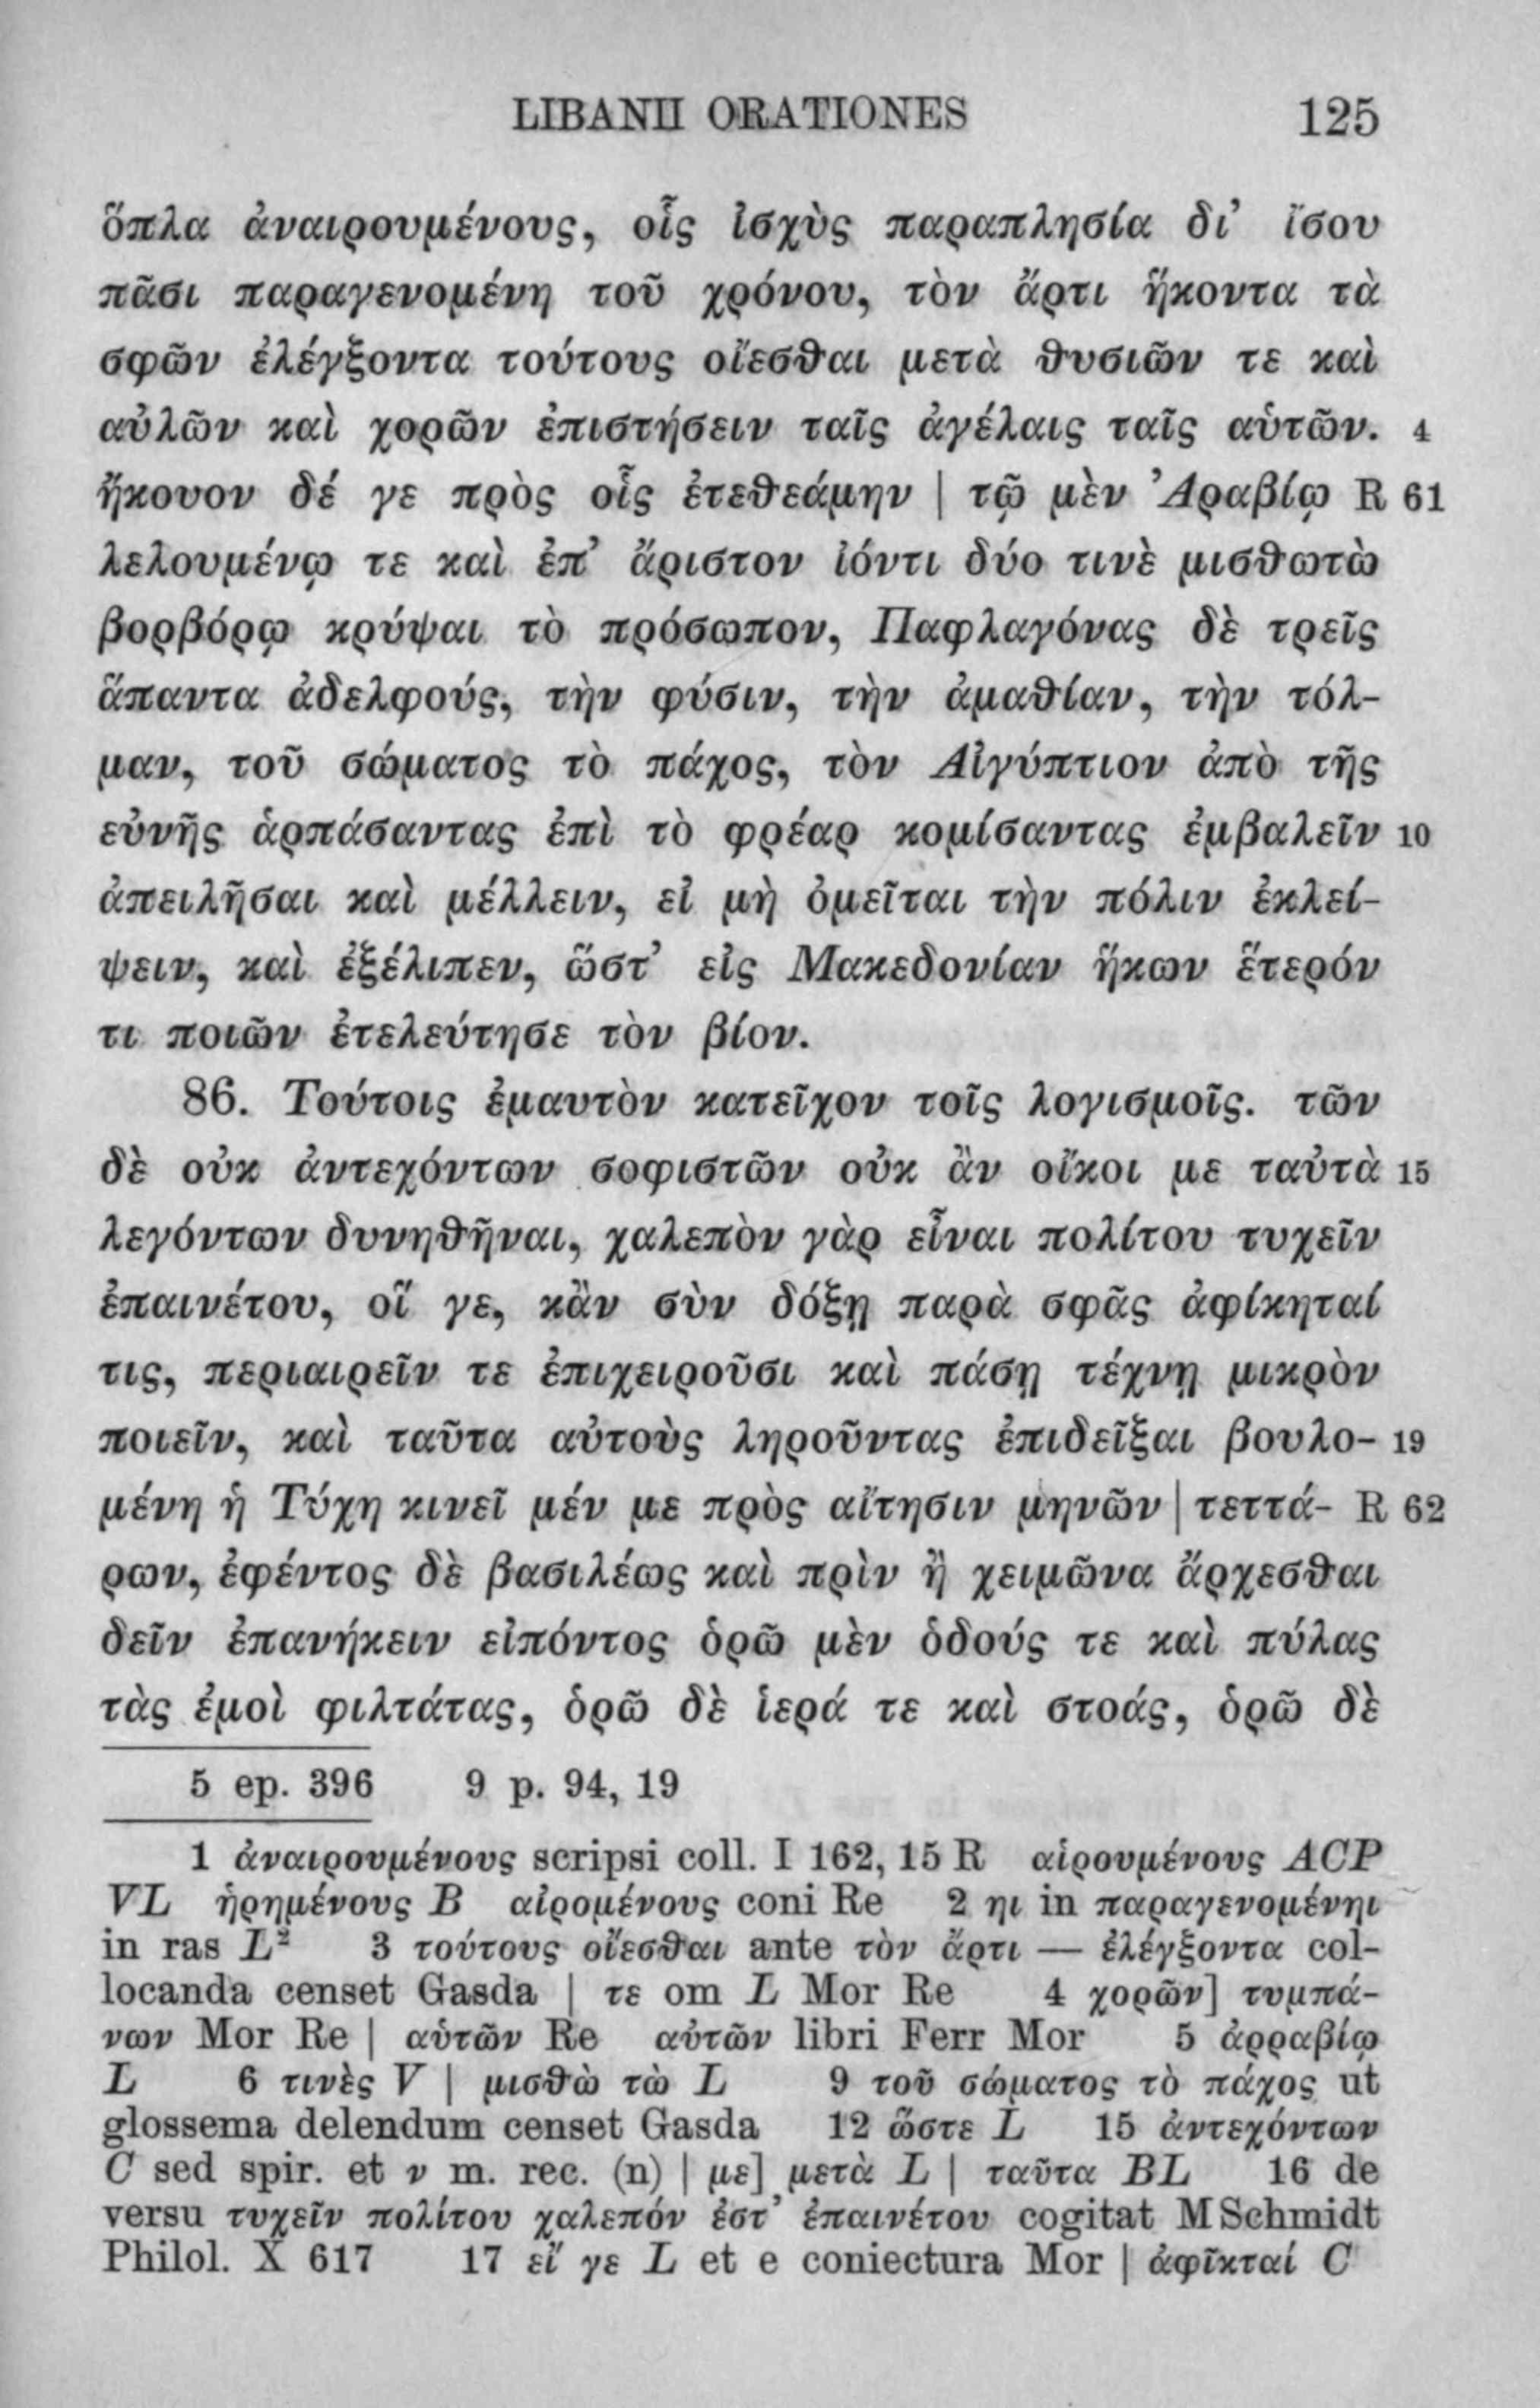 LIBANII ORATIONES 125
ὅπλα ἀναιρουμένους, οἷς ἰσχὺς παραπλησία δι’ ἴσου
πᾶσι παραγενομένη τοῦ χρόνου, τὸν ἄρτι ἥκοντα τὰ
σφῶν ἐλέγξοντα τούτους οἴεσθαι μετὰ θυσιῶν τε καὶ
αὐλῶν καὶ χορῶν ἐπιστήσειν ταῖς ἀγέλαις ταῖς αὑτῶν. 4
ἤκουον δέ γε πρὸς οἷς ἐτεθεάμην | τῷ μὲν Ἀραβίῳ R 61
λελουμένῳ τε καὶ ἐπ’ ἄριστον ἰόντι δύο τινὲ μισθωτὼ
βορβόρῳ κρύψαι τὸ πρόσωπον, Παφλαγόνας δὲ τρεῖς
ἅπαντα ἀδελφούς, τὴν φύσιν, τὴν ἀμαθίαν, τὴν τόλ-
μαν, τοῦ σώματος τὸ πάχος, τὸν Αἰγύπτιον ἀπὸ τῆς
εὐνῆς ἁρπάσαντας ἐπὶ τὸ φρέαρ κομίσαντας ἐμβαλεῖν 10
ἀπειλῆσαι καὶ μέλλειν, εἰ μὴ ὀμεῖται τὴν πόλιν ἐκλεί-
ψειν, καὶ ἐξέλιπεν, ὥστ’ εἰς Μακεδονίαν ἥκων ἕτερόν
τι ποιῶν ἐτελεύτησε τὸν βίον.
86. Τούτοις ἐμαυτὸν κατεῖχον τοῖς λογισμοῖς. τῶν
δὲ οὐκ ἀντεχόντων σοφιστῶν οὐκ ἂν οἴκοι με ταὐτὰ 15
λεγόντων δυνηθῆναι, χαλεπὸν γὰρ εἶναι πολίτου τυχεῖν
ἐπαινέτου, οἵ γε, κἂν σὺν δόξῃ παρὰ σφᾶς ἀφίκηταί
τις, περιαιρεῖν τε ἐπιχειροῦσι καὶ πάσῃ τέχνῃ μικρὸν
ποιεῖν, καὶ ταῦτα αὐτοὺς ληροῦντας ἐπιδεῖξαι βουλο- 19
μένη ἡ Τύχη κινεῖ μέν με πρὸς αἴτησιν μηνῶν | τεττά- R 62
ρων, ἐφέντος δὲ βασιλέως καὶ πρὶν ἢ χειμῶνα ἄρχεσθαι
δεῖν ἐπανήκειν εἰπόντος ὁρῶ μὲν ὁδούς τε καὶ πύλας
τὰς ἐμοὶ φιλτάτας, ὁρῶ δὲ ἱερά τε καὶ στοάς, ὁρῶ δὲ
5 ep. 396 9 p. 94, 19
1 ἀναιρουμένους scripsi coll. I 162, 15 R αἱρουμένους ACP
VL ἡρημένους B αἰρομένους coni Re 2 ηι in παραγενομένηι
in ras L² 3 τούτους οἴεσθαι ante τὸν ἄρτι — ἐλέγξοντα col-
locanda censet Gasda | τε om L Mor Re 4 χορῶν] τυμπά-
νων Mor Re | αὑτῶν Re αὐτῶν libri Ferr Mor 5 ἀρραβίῳ
L 6 τινὲς V | μισθὼ τὼ L 9 τοῦ σώματος τὸ πάχος ut
glossema delendum censet Gasda 12 ὥστε L 15 ἀντεχόντων
C sed spir. et ν m. rec. (n) | με] μετὰ L | ταῦτα BL 16 de
versu τυχεῖν πολίτου χαλεπόν ἐστ’ ἐπαινέτου cogitat M Schmidt
Philol. X 617 17 εἴ γε L et e coniectura Mor | ἀφῖκταί C